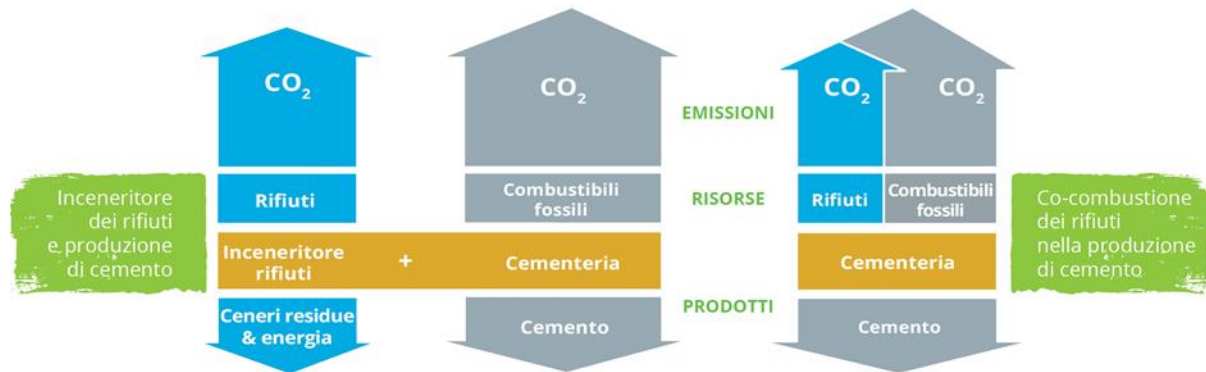 CO2
CO2
CO2
CO2
EMISSIONI
Rifiuti
Combustibili
fossili
RISORSE
Rifiuti
Combustibili
fossili
Inceneritore
dei rifiuti
e produzione
di cemento
Inceneritore
rifiuti
+
Cementeria
Cementeria
Co-combustione
dei rifiuti
nella produzione
di cemento
PRODOTTI
Ceneri residue
& energia
Cemento
Cemento